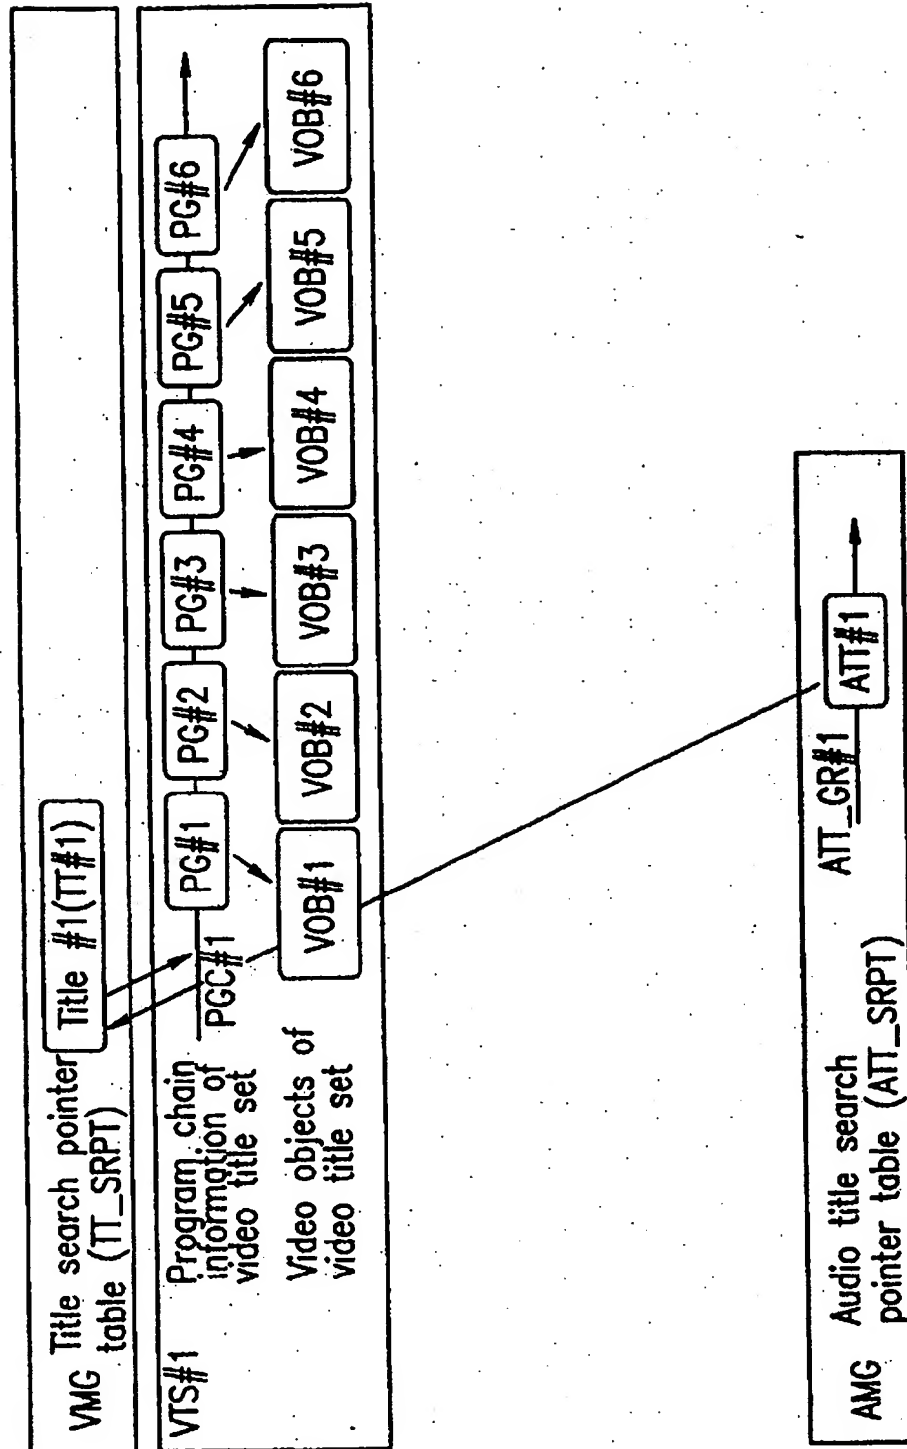 VMG
Title search pointer
table (TT_SRPT)
Title #1(TT#1)
VTS#1
Program chain
information of
video title set
PGC#1
PG#1
PG#2
PG#3
PG#4
PG#5
PG#6
Video objects of
video title set
VOB#1
VOB#2
VOB#3
VOB#4
VOB#5
VOB#6
AMG
Audio title search
pointer table (ATT_SRPT)
ATT_GR#1
ATT#1